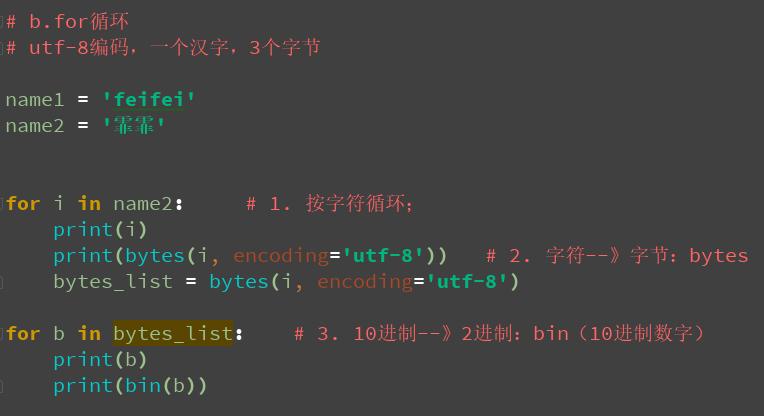 # b.for循环
# utf-8编码，一个汉字，3个字节
name1 = 'feifei'
name2 = '霏霏'
for i in name2:     # 1. 按字符循环;
    print(i)
    print(bytes(i, encoding='utf-8'))   # 2. 字符--》字节：bytes
    bytes_list = bytes(i, encoding='utf-8')
for b in bytes_list:    # 3. 10进制--》2进制：bin（10进制数字）
    print(b)
    print(bin(b))